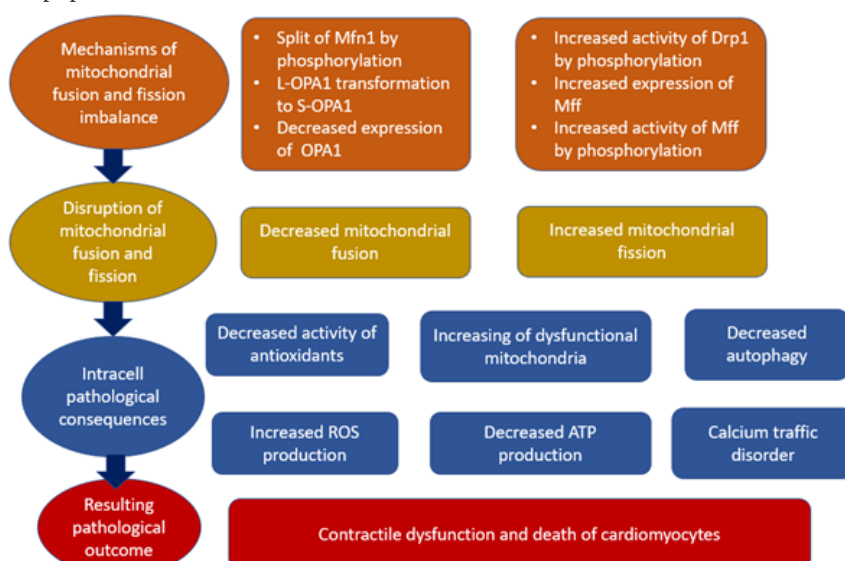 Mechanisms of
mitochondrial
fusion and fission
imbalance
• Split of Mfn1 by
phosphorylation
• L-OPA1 transformation
to S-OPA1
• Decreased expression
of OPA1
• Increased activity of Drp1
by phosphorylation
• Increased expression of
Mff
• Increased activity of Mff
by phosphorylation
Disruption of
mitochondrial
fusion and
fission
Decreased mitochondrial
fusion
Increased mitochondrial
fission
Intracell
pathological
consequences
Decreased activity of
antioxidants
Increasing of dysfunctional
mitochondria
Decreased
autophagy
Increased ROS
production
Decreased ATP
production
Calcium traffic
disorder
Resulting
pathological
outcome
Contractile dysfunction and death of cardiomyocytes